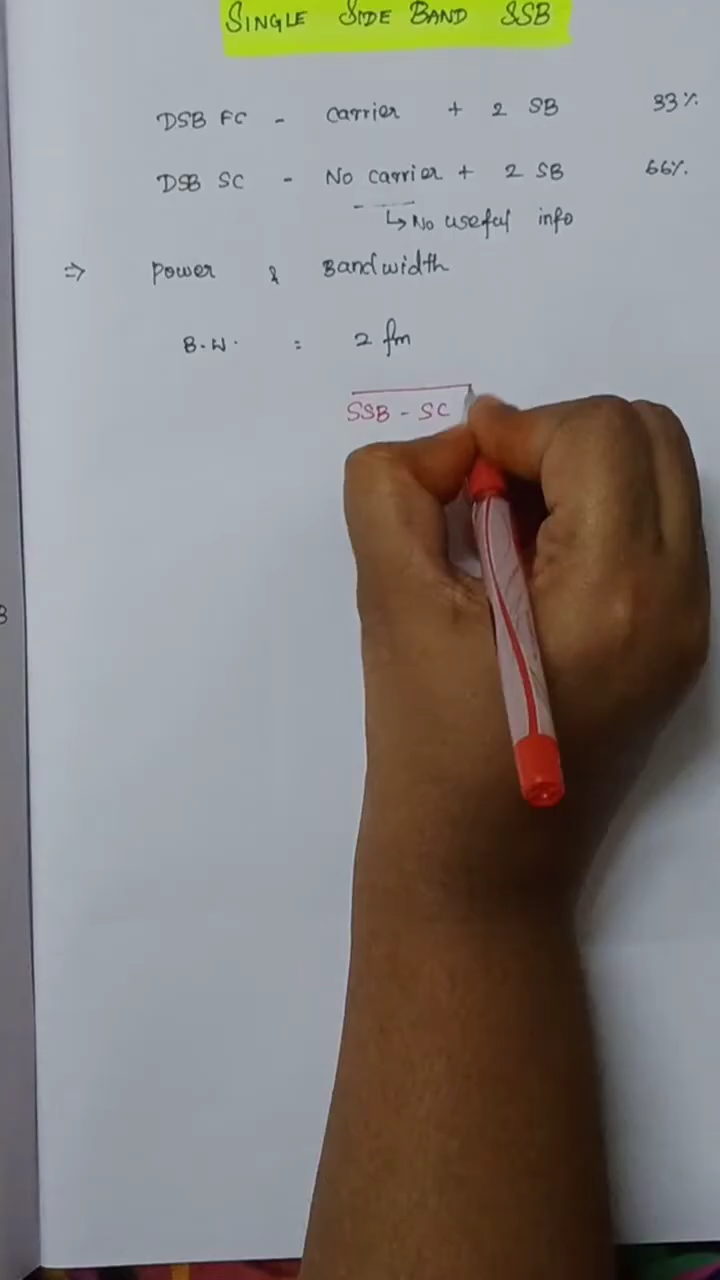 SINGLE SIDE BAND SSB
DSB FC - carrier + 2 SB 33%
DSB SC - No carrier + 2 SB 66%.
↳ No useful info
⇒ Power & Bandwidth
B.W. : 2 fm
SSB - SC
3